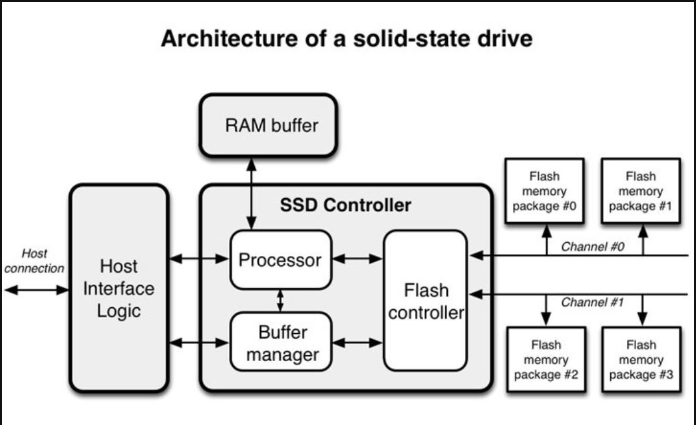 Architecture of a solid-state drive
RAM buffer
SSD Controller
Host
connection
Host
Interface
Logic
Processor
Buffer
manager
Flash
controller
Flash
memory
package #0
Flash
memory
package #1
Channel #0
Channel #1
Flash
memory
package #2
Flash
memory
package #3